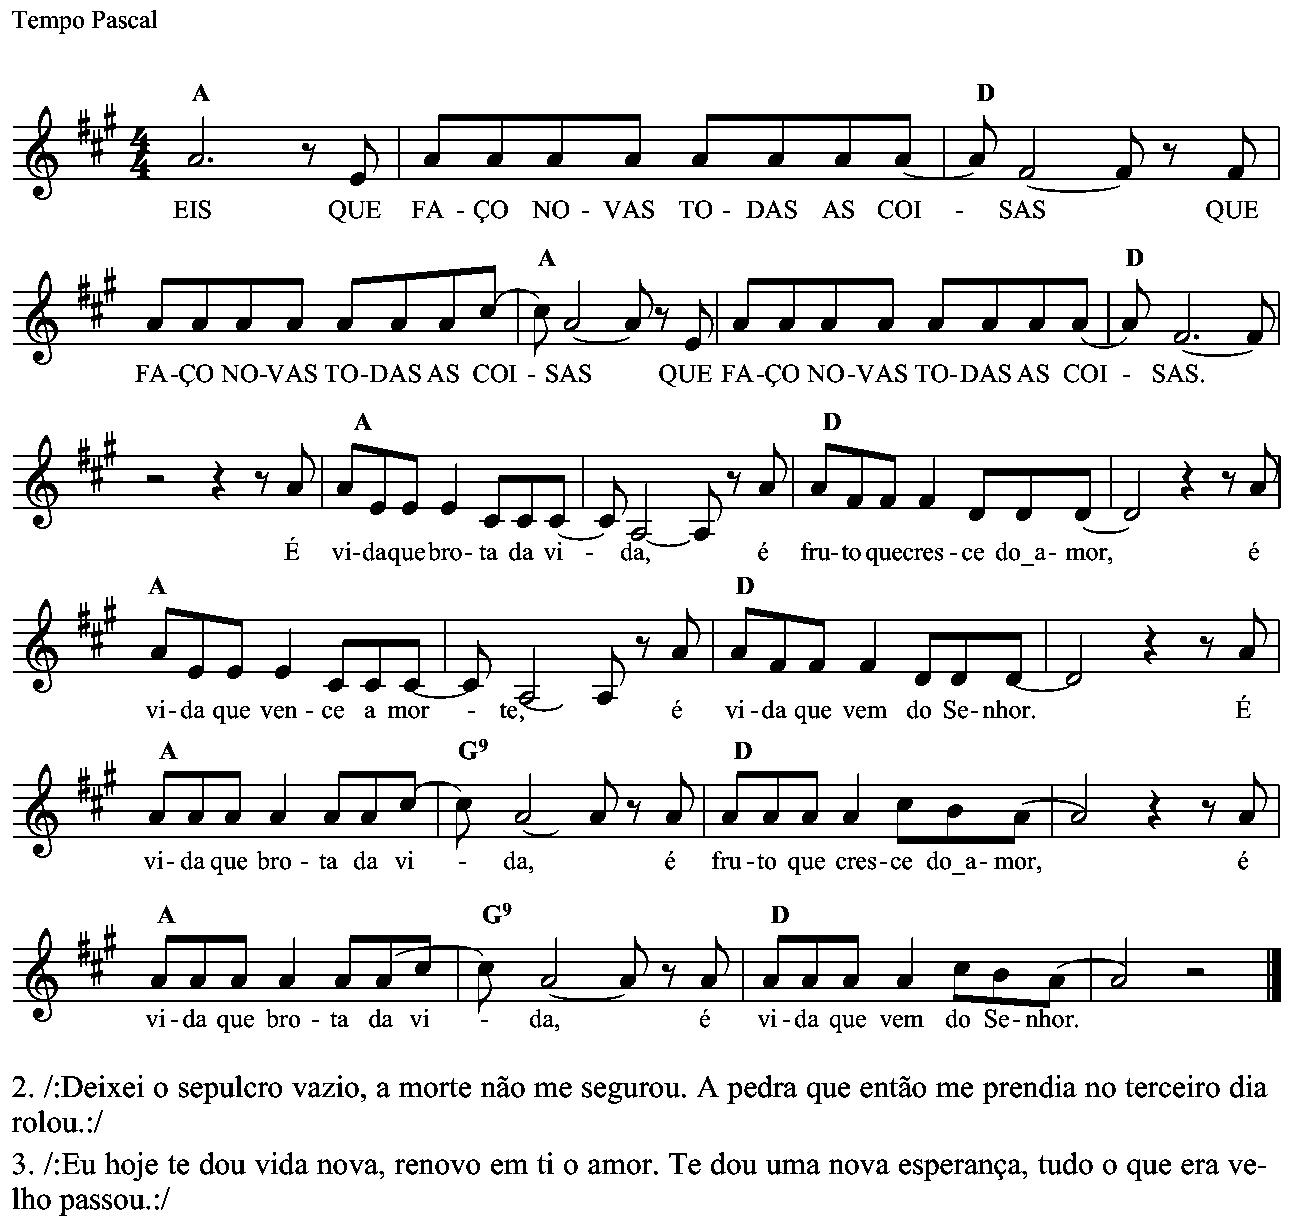 Tempo Pascal
A D
4 4
EIS QUE FA-ÇO NO-VAS TO-DAS AS COI - SAS QUE
A D
FA-ÇO NO-VAS TO-DAS AS COI - SAS QUE FA-ÇO NO-VAS TO-DAS AS COI - SAS.
A D
É vi-da que bro-ta da vi - da, é fru-to que cres-ce do_a-mor, é
A D
vi-da que ven-ce a mor - te, é vi-da que vem do Se-nhor. É
A G9 D
vi-da que bro-ta da vi - da, é fru-to que cres-ce do_a-mor, é
A G9 D
vi-da que bro-ta da vi - da, é vi-da que vem do Se-nhor.
2. /:Deixei o sepulcro vazio, a morte não me segurou. A pedra que então me prendia no terceiro dia
rolou.:/
3. /:Eu hoje te dou vida nova, renovo em ti o amor. Te dou uma nova esperança, tudo o que era ve-
lho passou.:/